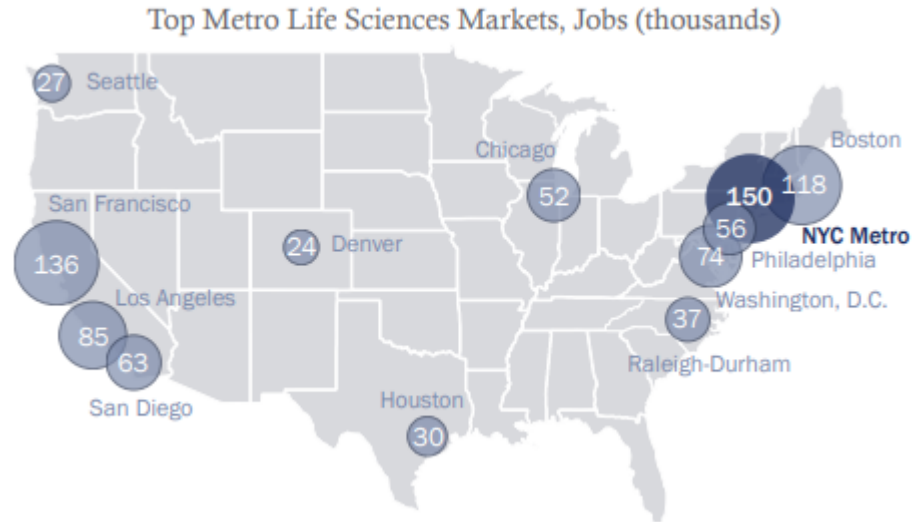 Top Metro Life Sciences Markets, Jobs (thousands)
27 Seattle
Boston
Chicago
118
150
52
San Francisco
56
NYC Metro
24 Denver
74
Philadelphia
136
Los Angeles
Washington, D.C.
37
85
63
Raleigh-Durham
San Diego
Houston
30